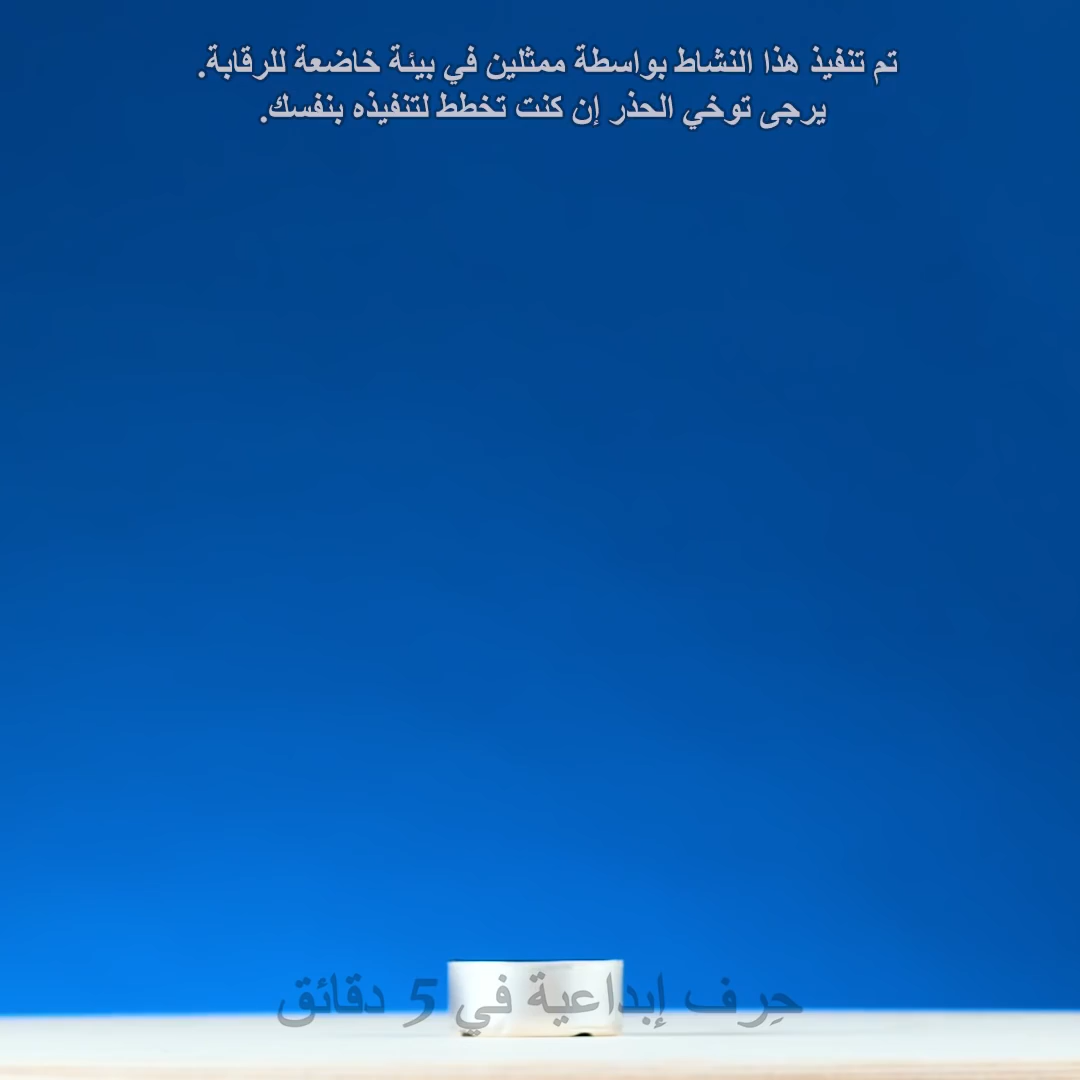 تم تنفيذ هذا النشاط بواسطة ممثلين في بيئة خاضعة للرقابة.
يرجى توخي الحذر إن كنت تخطط لتنفيذه بنفسك.
حِرف إبداعية في 5 دقائق